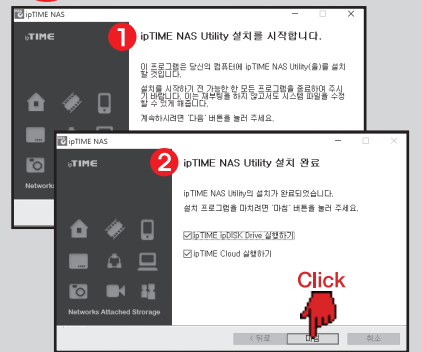 ipTIME NAS
ipTIME
1
ipTIME NAS Utility 설치를 시작합니다.
이 프로그램은 당신의 컴퓨터에 ipTIME NAS Utility(을)를 설치
할 것입니다.
설치를 시작하기 전 가능한 한 모든 프로그램을 종료하여 주시
기 바랍니다. 이는 재부팅을 하지 않고서도 시스템 파일을 수정
할 수 있게 해줍니다.
계속하시려면 '다음' 버튼을 눌러 주세요.
Network
ipTIME NAS
ipTIME
2
ipTIME NAS Utility 설치 완료
ipTIME NAS Utility의 설치가 완료되었습니다.
설치 프로그램을 마치려면 '마침' 버튼을 눌러 주세요.
ipTIME ipDISK Drive 실행하기
ipTIME Cloud 실행하기
Click
Networks Attached Strorage
< 뒤로
마침
취소